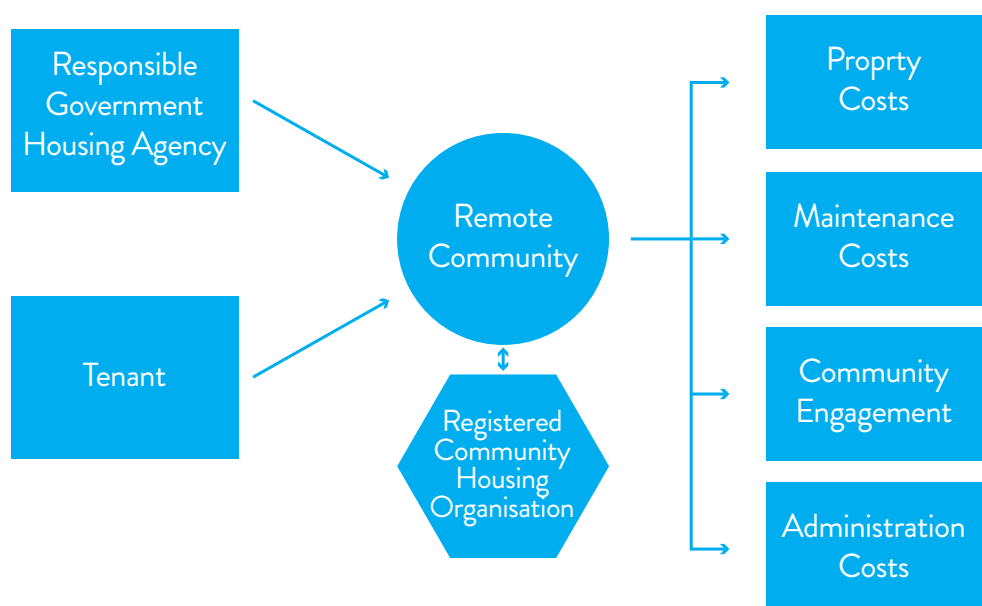 Responsible
Government
Housing Agency
Tenant
Remote
Community
Registered
Community
Housing
Organisation
Proprty
Costs
Maintenance
Costs
Community
Engagement
Administration
Costs